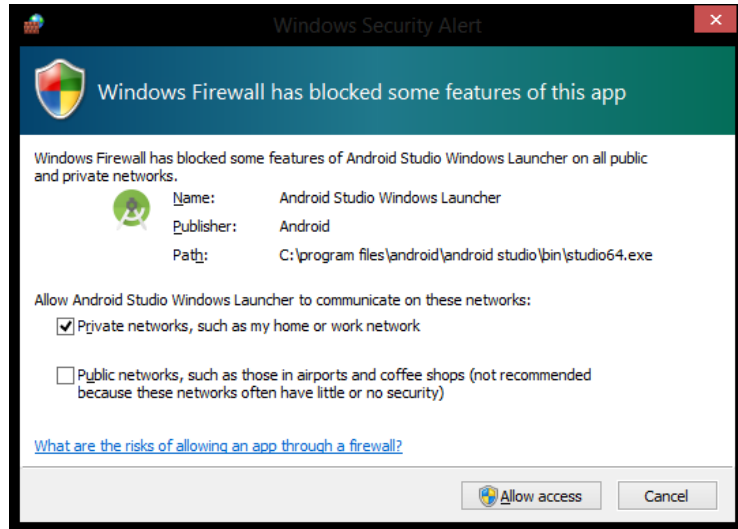 Windows Security Alert
Windows Firewall has blocked some features of this app
Windows Firewall has blocked some features of Android Studio Windows Launcher on all public
and private networks.
Name: Android Studio Windows Launcher
Publisher: Android
Path: C:\program files\android\android studio\bin\studio64.exe
Allow Android Studio Windows Launcher to communicate on these networks:
Private networks, such as my home or work network
Public networks, such as those in airports and coffee shops (not recommended
because these networks often have little or no security)
What are the risks of allowing an app through a firewall?
Allow access Cancel